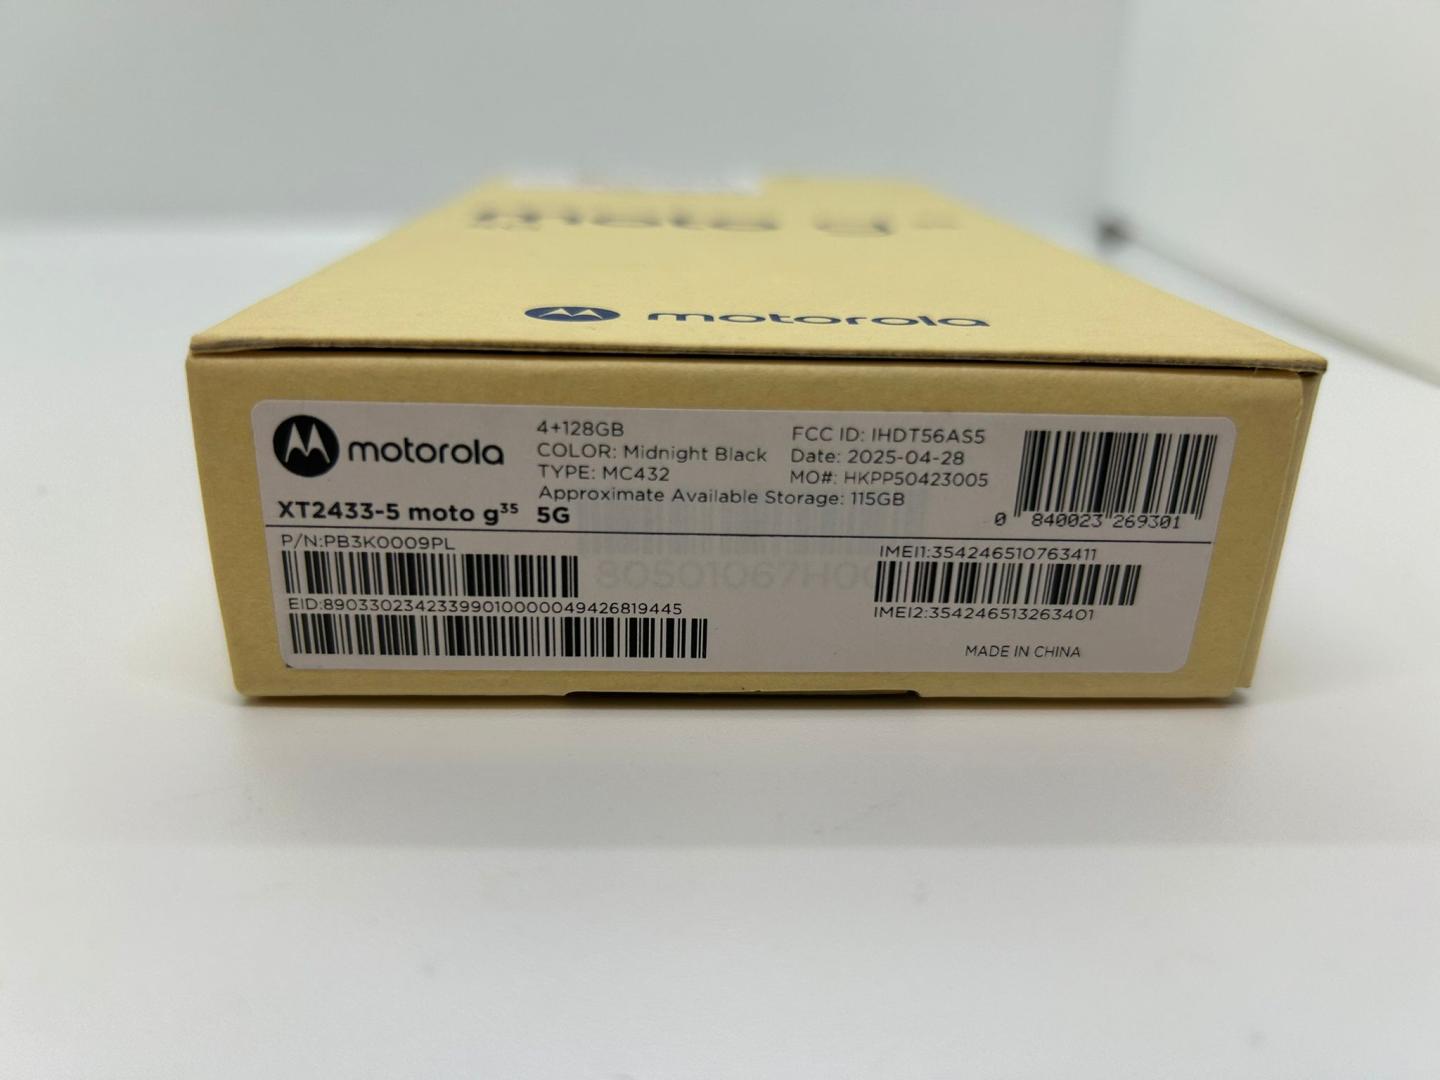 moto g
motorola
motorola
4+128GB
COLOR: Midnight Black
TYPE: MC432
Approximate Available Storage: 115GB
FCC ID: IHDT56AS5
Date: 2025-04-28
MO#: HKPP50423005
XT2433-5 moto g³⁵ 5G
0 840023 269301
P/N:PB3K0009PL
EID:89033023423399010000049426819445
IMEI1:354246510763411
IMEI2:354246513263401
MADE IN CHINA